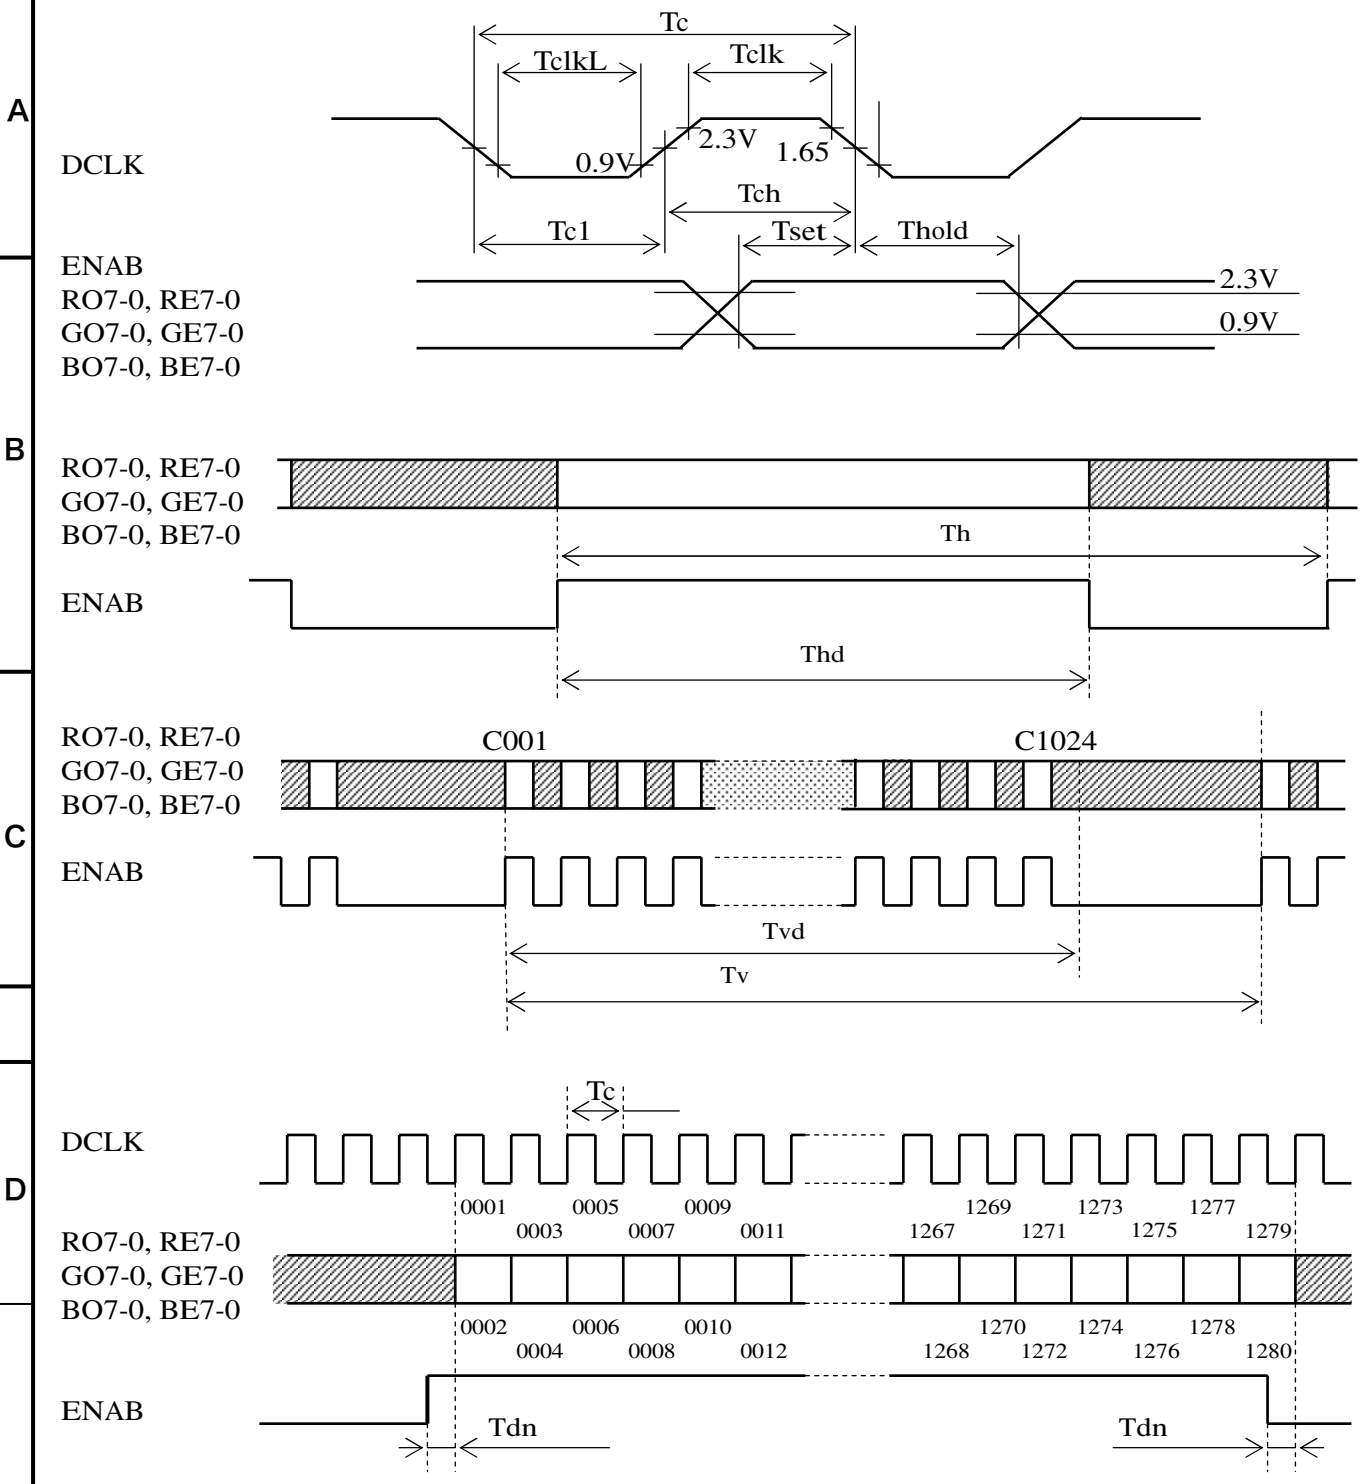 Tc
TclkL
Tclk
A
DCLK
0.9V
2.3V
1.65
Tch
Tc1
Tset
Thold
ENAB
RO7-0, RE7-0
GO7-0, GE7-0
BO7-0, BE7-0
2.3V
0.9V
B
RO7-0, RE7-0
GO7-0, GE7-0
BO7-0, BE7-0
Th
ENAB
Thd
RO7-0, RE7-0
GO7-0, GE7-0
BO7-0, BE7-0
C001
C1024
C
ENAB
Tvd
Tv
Tc
DCLK
D
0001 0005 0009 1269 1273 1277
0003 0007 0011 1267 1271 1275 1279
RO7-0, RE7-0
GO7-0, GE7-0
BO7-0, BE7-0
0002 0006 0010 1270 1274 1278
0004 0008 0012 1268 1272 1276 1280
ENAB
Tdn
Tdn